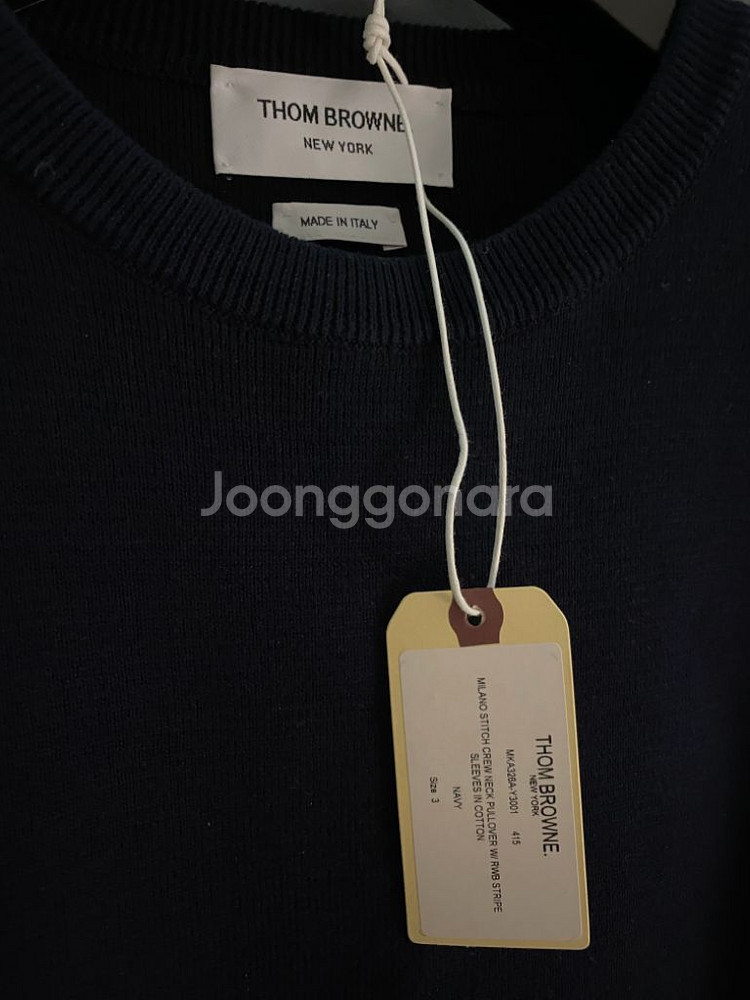 THOM BROWNE
NEW YORK
MADE IN ITALY
Joonggonara
THOM BROWNE.
NEW YORK
MKA326A-Y3001 415
MILANO STITCH CREW NECK PULLOVER W/ RWB STRIPE
SLEEVES IN COTTON
NAVY
Size 3